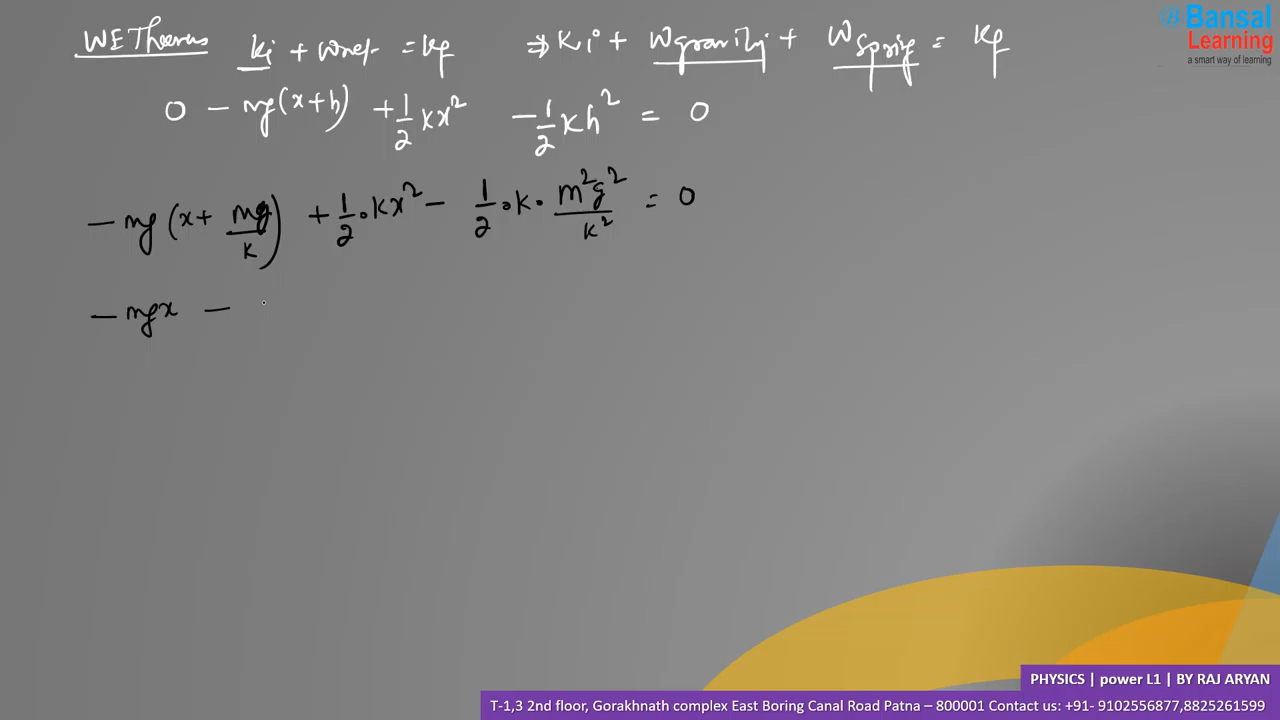 WE Theorems Ki + Wnet = Kf ⇒ Ki + Wgravity + Wspring = Kf
0 - mg(x+h) + 1/2 kx² - 1/2 kh² = 0
- mg (x + mg/k) + 1/2 . kx² - 1/2 . k . m²g²/k² = 0
- mgx -
Bansal
Learning
a smart way of learning
PHYSICS | power L1 | BY RAJ ARYAN
T-1,3 2nd floor, Gorakhnath complex East Boring Canal Road Patna – 800001 Contact us: +91- 9102556877,8825261599